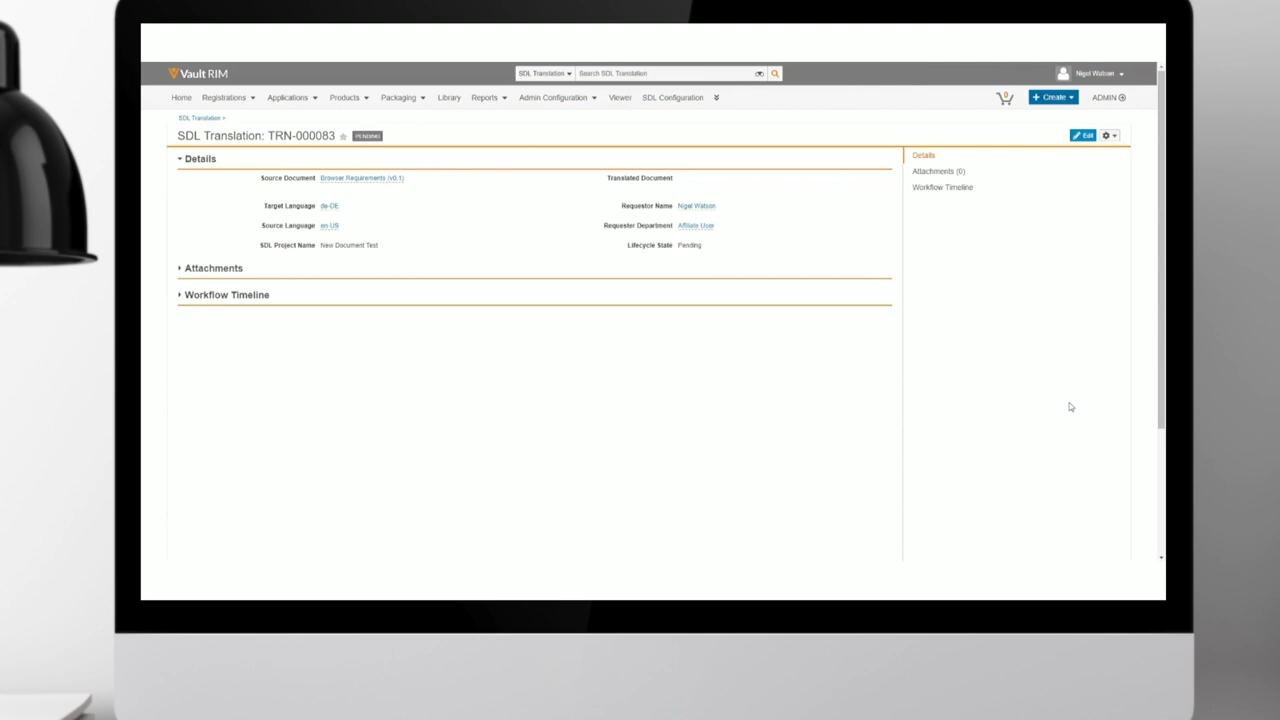 Vault RIM SDL Translation Search SDL Translation Nigel Watson
Home Registrations Applications Products Packaging Library Reports Admin Configuration Viewer SDL Configuration 0 + Create ADMIN
SDL Translation >
SDL Translation: TRN-000083 PENDING Edit
Details
Source Document Browser Requirements (v0.1) Translated Document
Target Language de-DE Requestor Name Nigel Watson
Source Language en-US Requester Department Affiliate User
SDL Project Name New Document Test Lifecycle State Pending
Attachments
Workflow Timeline
Details
Attachments (0)
Workflow Timeline